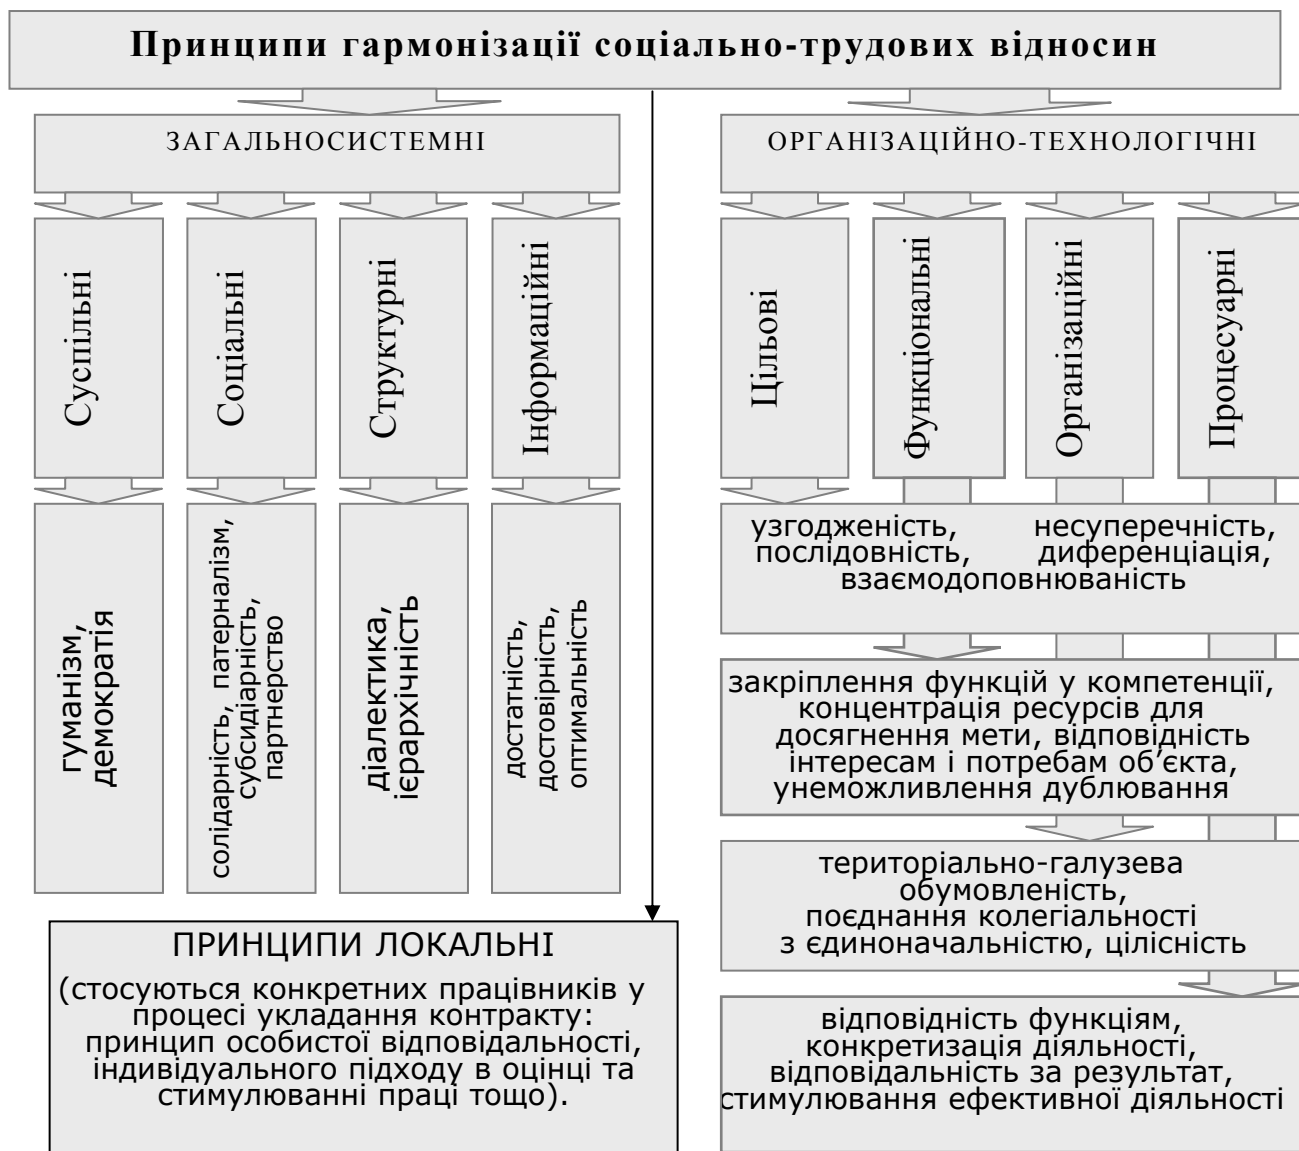 Принципи гармонізації соціально-трудових відносин
ЗАГАЛЬНОСИСТЕМНІ
ОРГАНІЗАЦІЙНО-ТЕХНОЛОГІЧНІ
Суспільні
Соціальні
Структурні
Інформаційні
Цільові
Функціональні
Організаційні
Процесуарні
гуманізм,
демократія
солідарність, патерналізм,
субсидіарність,
партнерство
діалектика,
ієрархічність
достатність,
достовірність,
оптимальність
узгодженість, несуперечність,
послідовність, диференціація,
взаємодоповнюваність
закріплення функцій у компетенції,
концентрація ресурсів для
досягнення мети, відповідність
інтересам і потребам об’єкта,
унеможливлення дублювання
територіально-галузева
обумовленість,
поєднання колегіальності
з єдиноначальністю, цілісність
відповідність функціям,
конкретизація діяльності,
відповідальність за результат,
стимулювання ефективної діяльності
ПРИНЦИПИ ЛОКАЛЬНІ
(стосуються конкретних працівників у
процесі укладання контракту:
принцип особистої відповідальності,
індивідуального підходу в оцінці та
стимулюванні праці тощо).